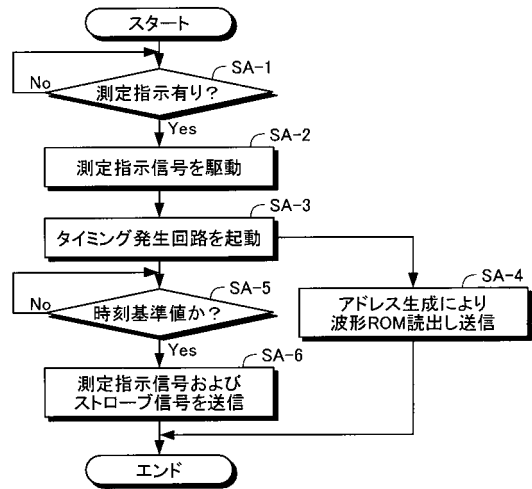 スタート
SA-1
No
測定指示有り？
Yes
SA-2
測定指示信号を駆動
SA-3
タイミング発生回路を起動
SA-4
アドレス生成により
波形ROM読出し送信
SA-5
No
時刻基準値か？
Yes
SA-6
測定指示信号および
ストローブ信号を送信
エンド